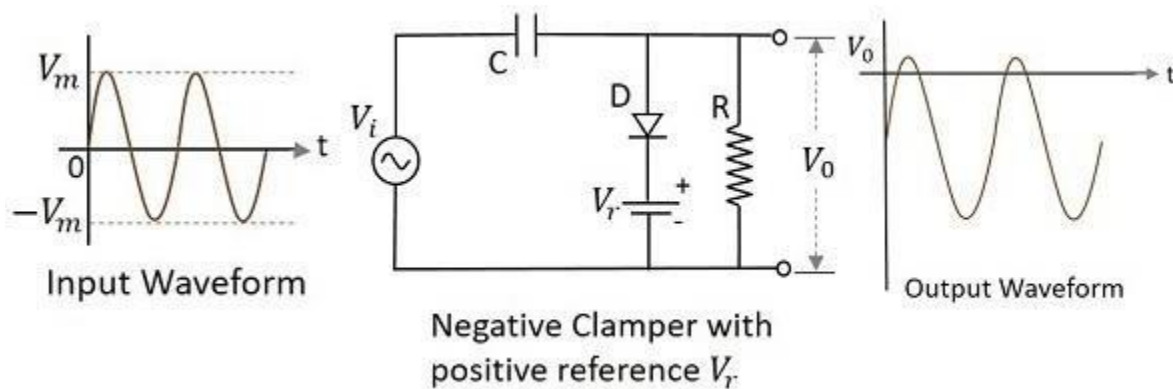 V_m
0
t
-V_m
Input Waveform
C
V_i
D
R
V_r
+
-
V_0
Negative Clamper with
positive reference V_r
V_0
t
Output Waveform